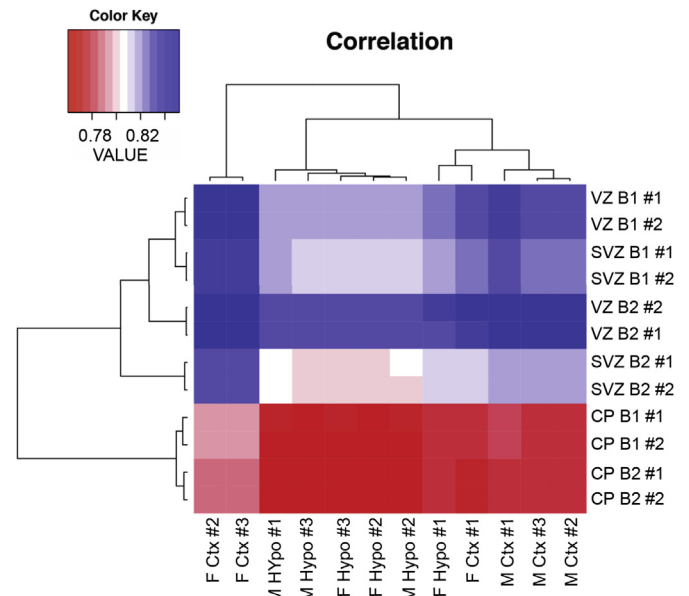 Color Key
Correlation
0.78 0.82
VALUE
VZ B1 #1
VZ B1 #2
SVZ B1 #1
SVZ B1 #2
VZ B2 #2
VZ B2 #1
SVZ B2 #1
SVZ B2 #2
CP B1 #1
CP B1 #2
CP B2 #1
CP B2 #2
F Ctx #2
F Ctx #3
M HYpo #1
M Hypo #3
F Hypo #3
F Hypo #2
M Hypo #2
F Hypo #1
F Ctx #1
M Ctx #1
M Ctx #3
M Ctx #2